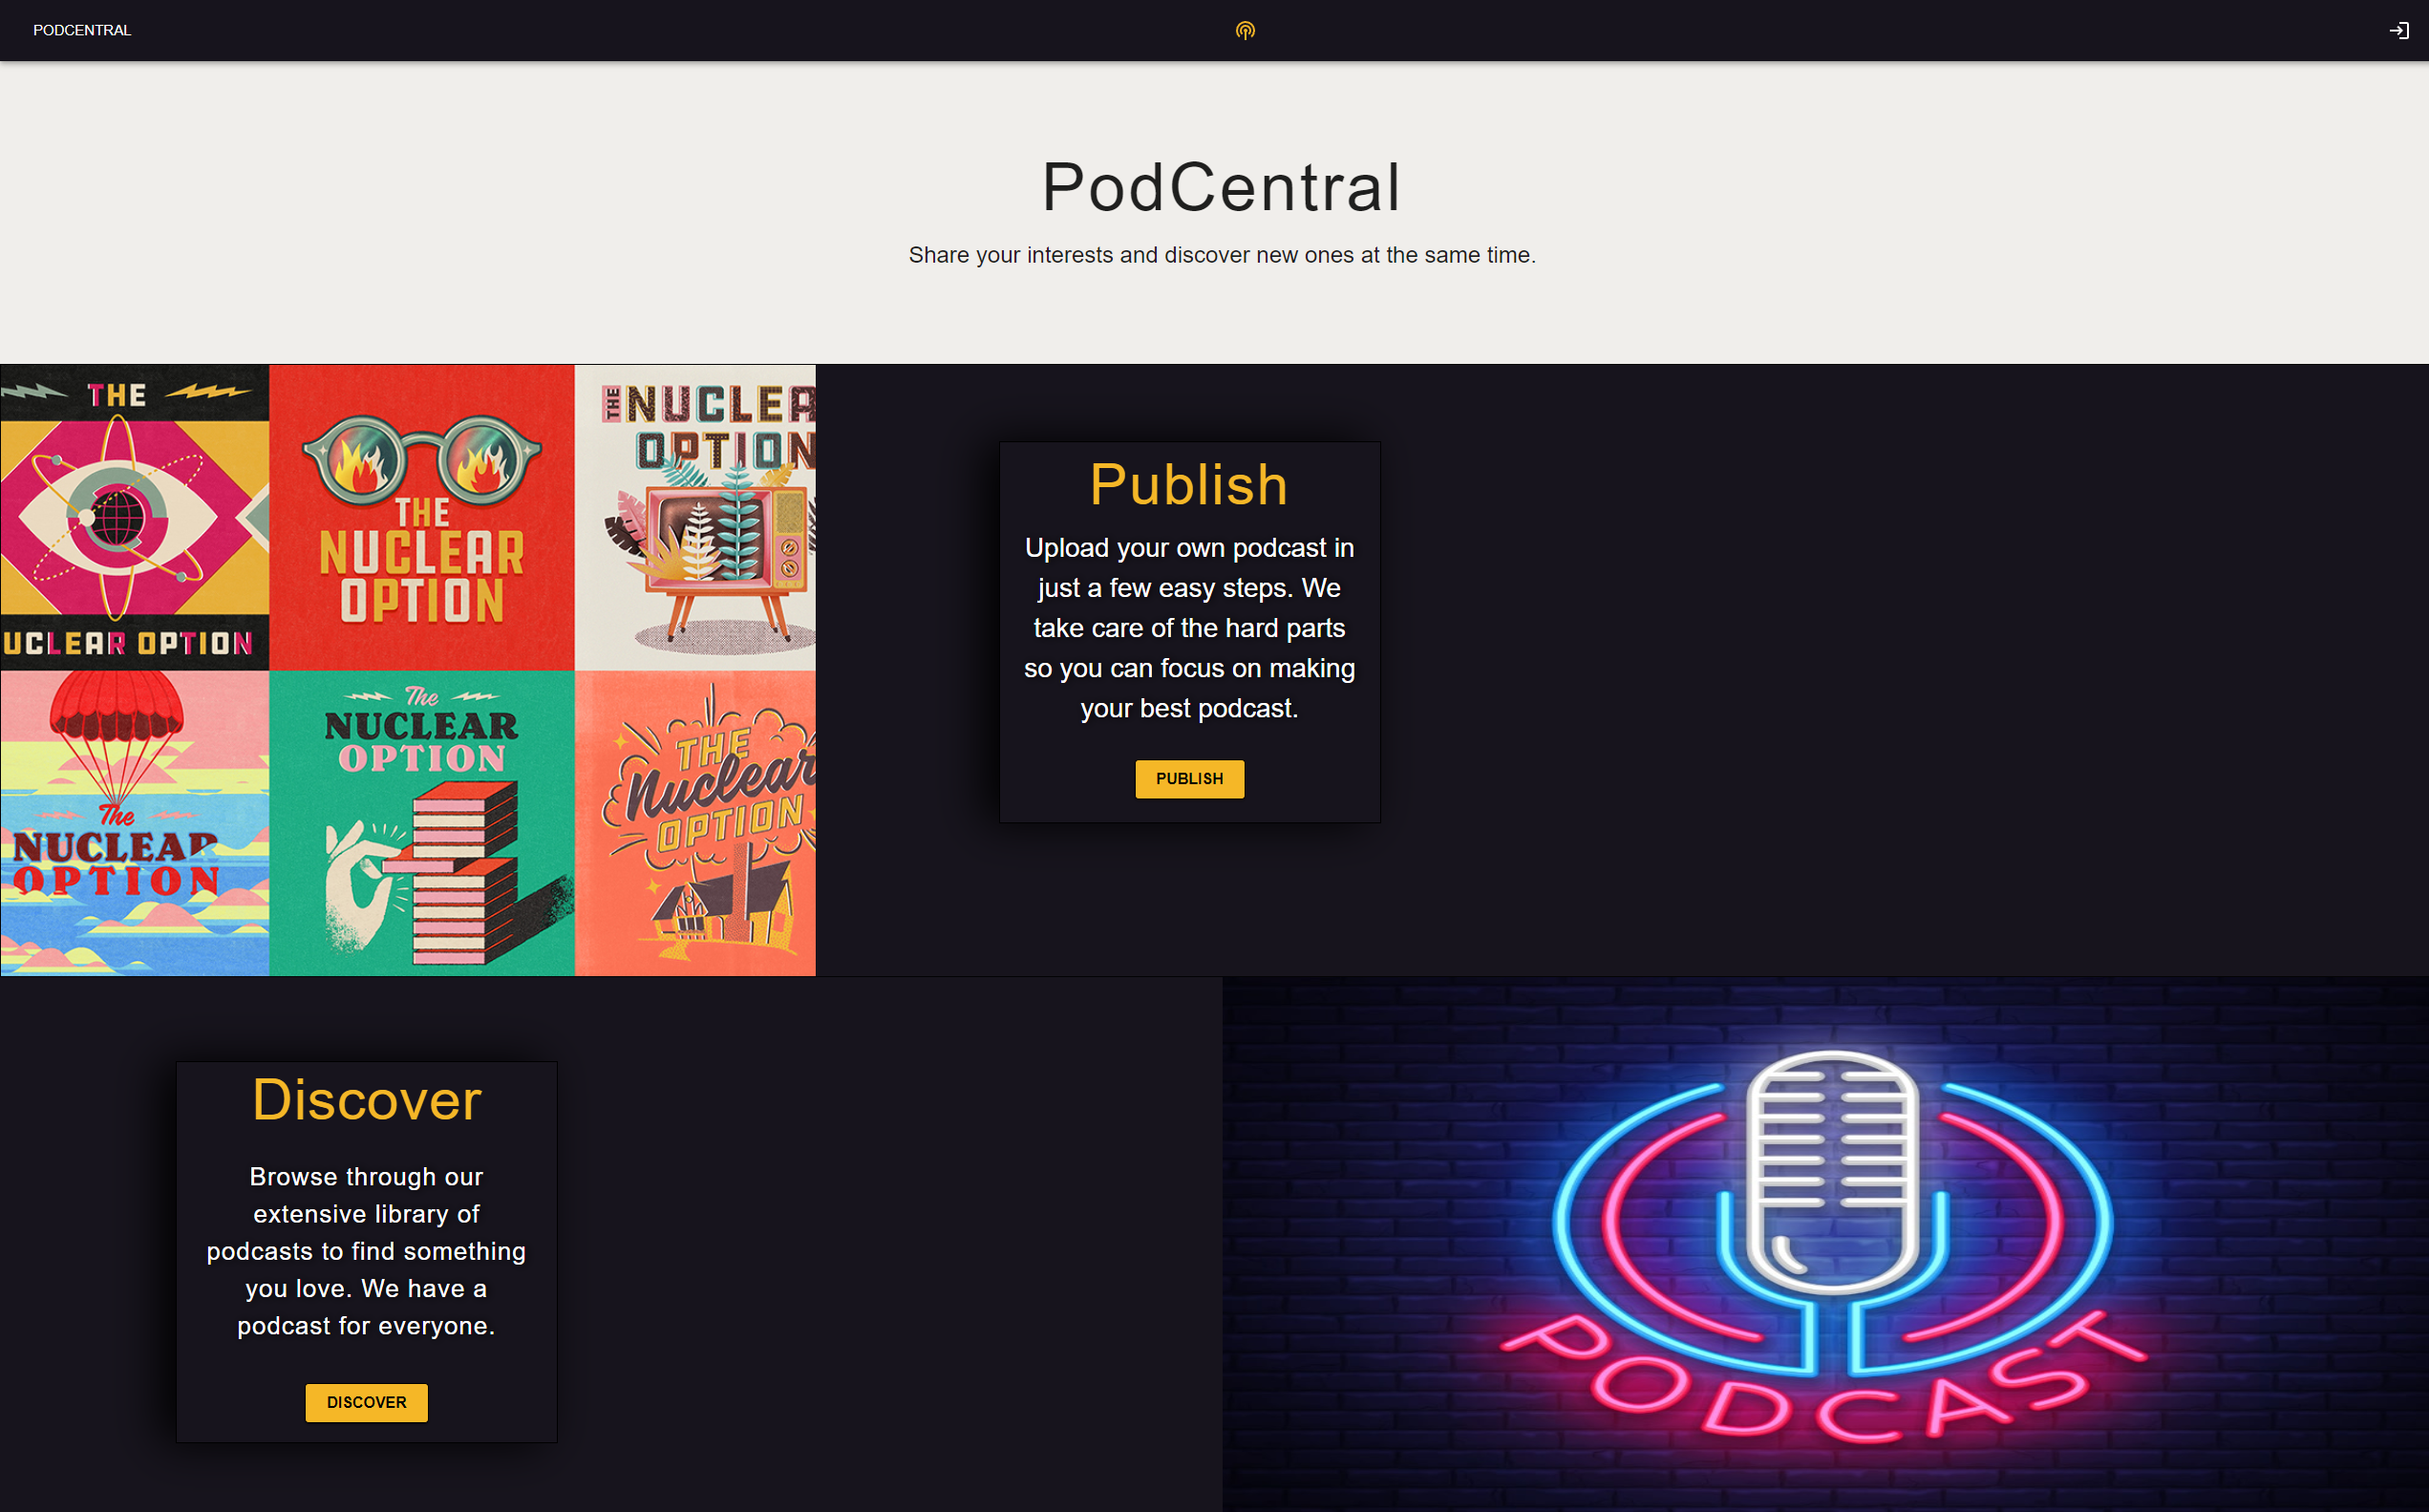 PODCENTRAL
PodCentral
Share your interests and discover new ones at the same time.
THE
UCLEAR OPTION
THE
NUCLEAR
OPTION
THE NUCLEA
OPTION
The
NUCLEAR
OPTION
The
NUCLEAR
OPTION
THE
Nuclear
OPTION
Publish
Upload your own podcast in
just a few easy steps. We
take care of the hard parts
so you can focus on making
your best podcast.
PUBLISH
Discover
Browse through our
extensive library of
podcasts to find something
you love. We have a
podcast for everyone.
DISCOVER
PODCAST